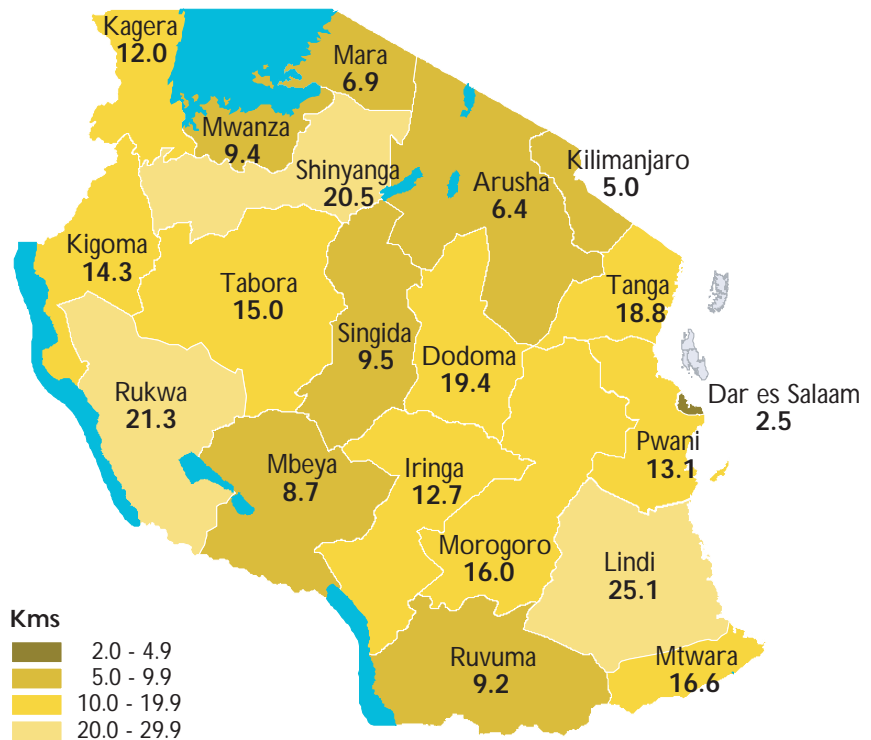 Kagera
12.0
Mara
6.9
Mwanza
9.4
Shinyanga
20.5
Arusha
6.4
Kilimanjaro
5.0
Kigoma
14.3
Tabora
15.0
Singida
9.5
Dodoma
19.4
Tanga
18.8
Rukwa
21.3
Dar es Salaam
2.5
Pwani
13.1
Mbeya
8.7
Iringa
12.7
Morogoro
16.0
Lindi
25.1
Ruvuma
9.2
Mtwara
16.6
Kms
2.0 - 4.9
5.0 - 9.9
10.0 - 19.9
20.0 - 29.9